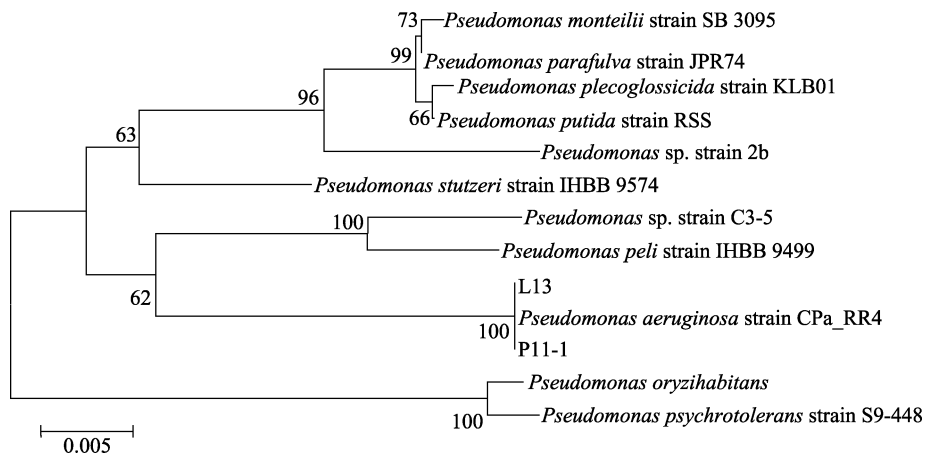 73
Pseudomonas monteilii strain SB 3095
99
Pseudomonas parafulva strain JPR74
Pseudomonas plecoglossicida strain KLB01
96
66
Pseudomonas putida strain RSS
63
Pseudomonas sp. strain 2b
Pseudomonas stutzeri strain IHBB 9574
100
Pseudomonas sp. strain C3-5
Pseudomonas peli strain IHBB 9499
62
L13
100
Pseudomonas aeruginosa strain CPa_RR4
P11-1
Pseudomonas oryzihabitans
100
Pseudomonas psychrotolerans strain S9-448
0.005